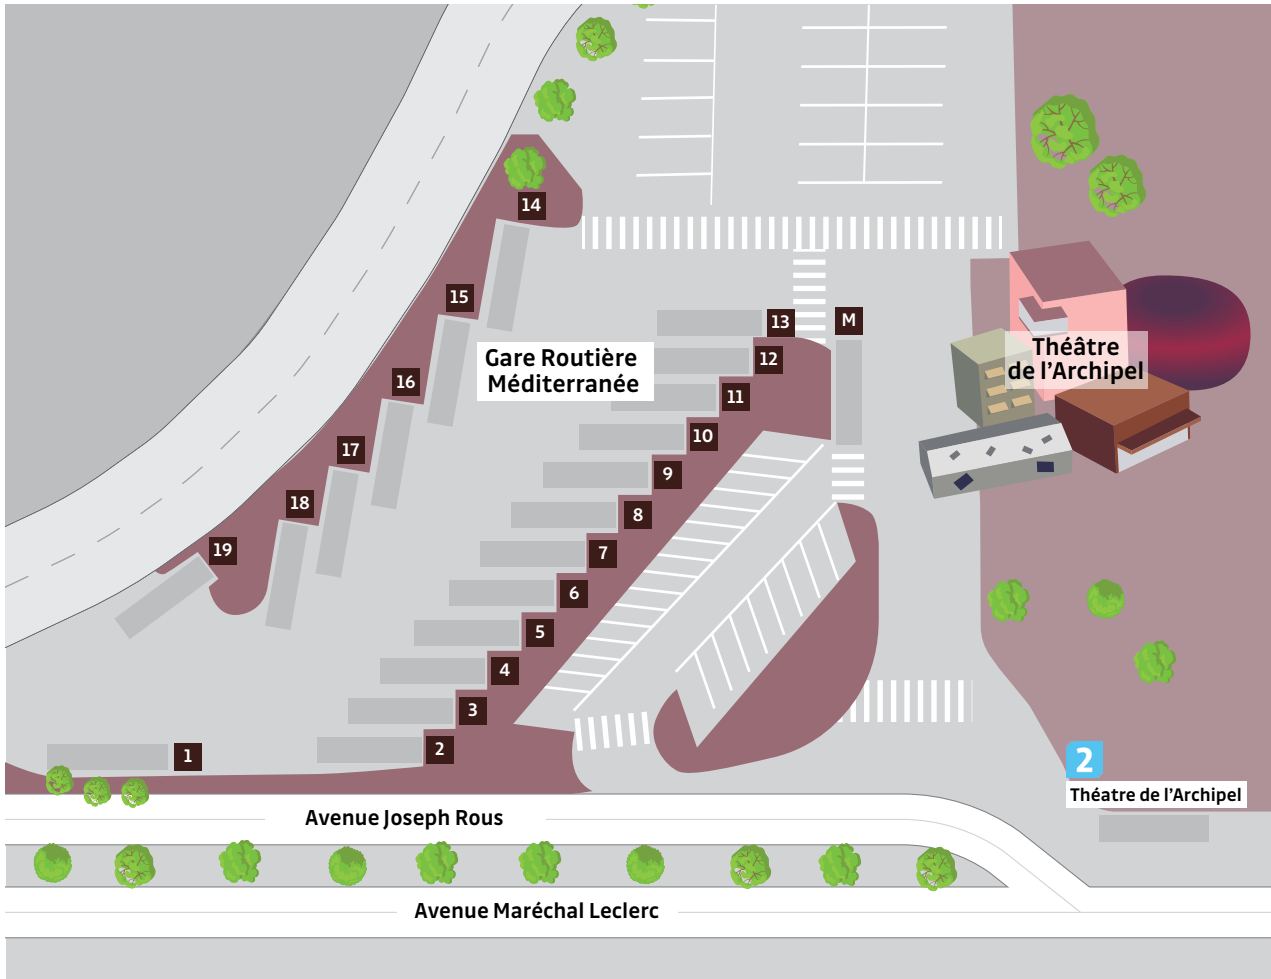 14
15
13
M
Gare Routière
Méditerranée
12
Théâtre
de l'Archipel
16
11
17
10
9
18
8
19
7
6
5
4
3
2
1
2
Théatre de l'Archipel
Avenue Joseph Rous
Avenue Maréchal Leclerc